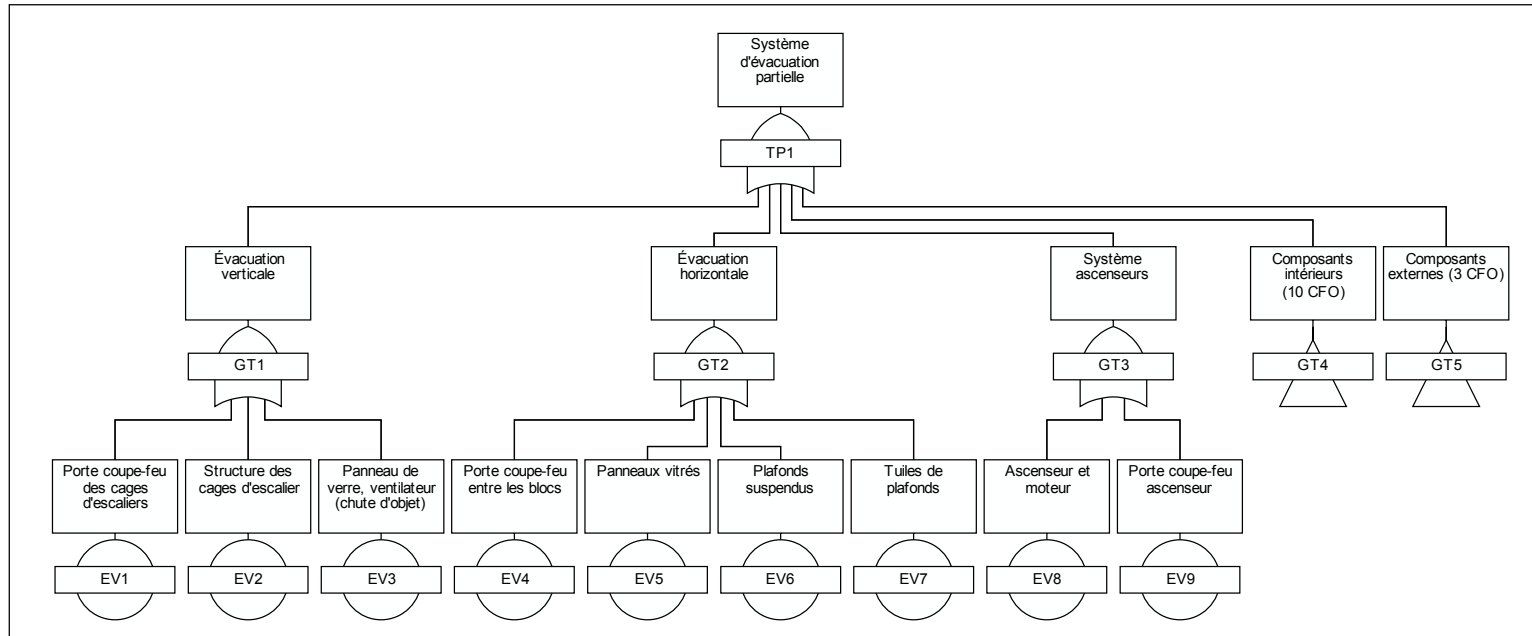 Système
d'évacuation
partielle
TP1
Évacuation
verticale
GT1
Évacuation
horizontale
GT2
Système
ascenseurs
GT3
Composants
intérieurs
(10 CFO)
GT4
Composants
externes (3 CFO)
GT5
Porte coupe-feu
des cages
d'escaliers
EV1
Structure des
cages d'escalier
EV2
Panneau de
verre, ventilateur
(chute d'objet)
EV3
Porte coupe-feu
entre les blocs
EV4
Panneaux vitrés
EV5
Plafonds
suspendus
EV6
Tuiles de
plafonds
EV7
Ascenseur et
moteur
EV8
Porte coupe-feu
ascenseur
EV9